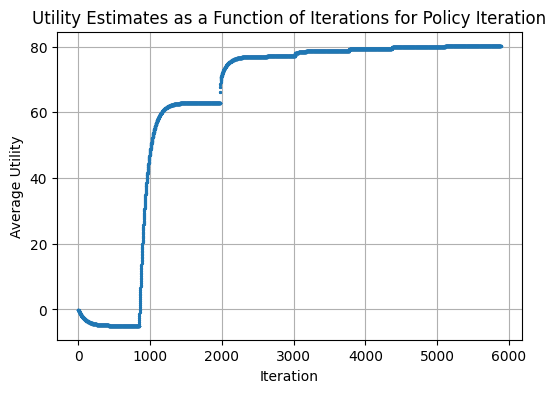 Utility Estimates as a Function of Iterations for Policy Iteration
80
60
40
20
0
Average Utility
0 1000 2000 3000 4000 5000 6000
Iteration